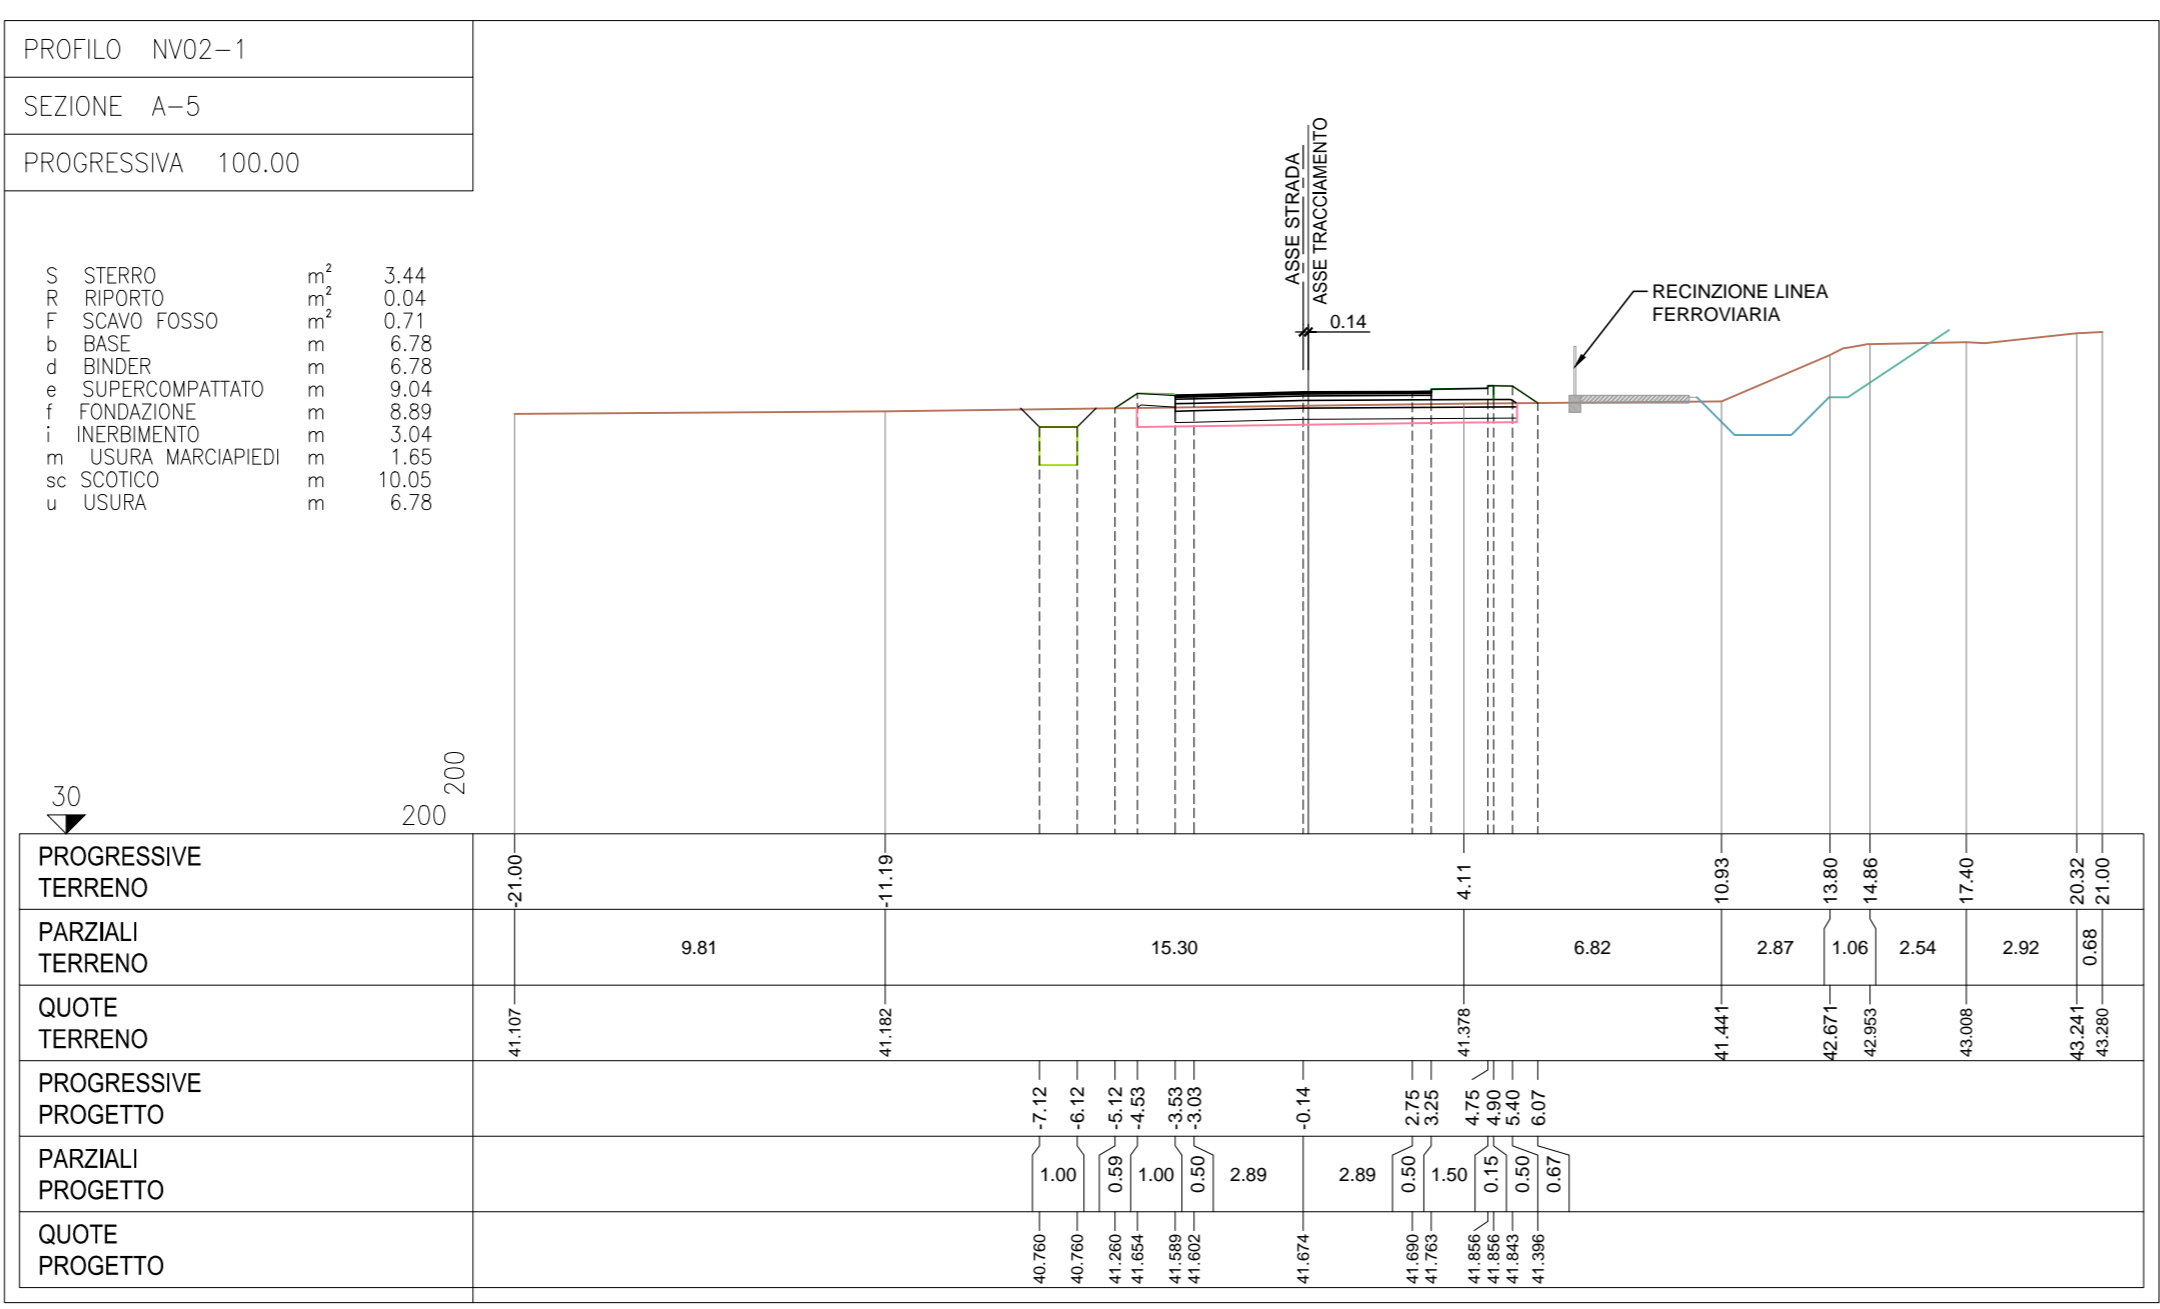 PROFILO NV02-1
SEZIONE A-5
PROGRESSIVA 100.00
S STERRO m² 3.44
R RIPORTO m² 0.04
F SCAVO FOSSO m² 0.71
b BASE m 6.78
d BINDER m 6.78
e SUPERCOMPATTATO m 9.04
f FONDAZIONE m 8.89
i INERBIMENTO m 3.04
m USURA MARCIAPIEDI m 1.65
sc SCOTICO m 10.05
u USURA m 6.78
ASSE STRADA
ASSE TRACCIAMENTO
0.14
RECINZIONE LINEA
FERROVIARIA
30
200
200
PROGRESSIVE
TERRENO
-21.00 -11.19 4.11 10.93 13.80 14.86 17.40 20.32 21.00
PARZIALI
TERRENO
9.81 15.30 6.82 2.87 1.06 2.54 2.92 0.68
QUOTE
TERRENO
41.107 41.182 41.378 41.441 42.671 42.953 43.008 43.241 43.280
PROGRESSIVE
PROGETTO
-7.12 -6.12 -5.12 -4.53 -3.53 -3.03 -0.14 2.75 3.25 4.75 4.90 5.40 6.07
PARZIALI
PROGETTO
1.00 0.59 1.00 0.50 2.89 2.89 0.50 1.50 0.15 0.50 0.67
QUOTE
PROGETTO
40.760 40.760 41.260 41.654 41.589 41.602 41.674 41.690 41.763 41.856 41.856 41.843 41.396